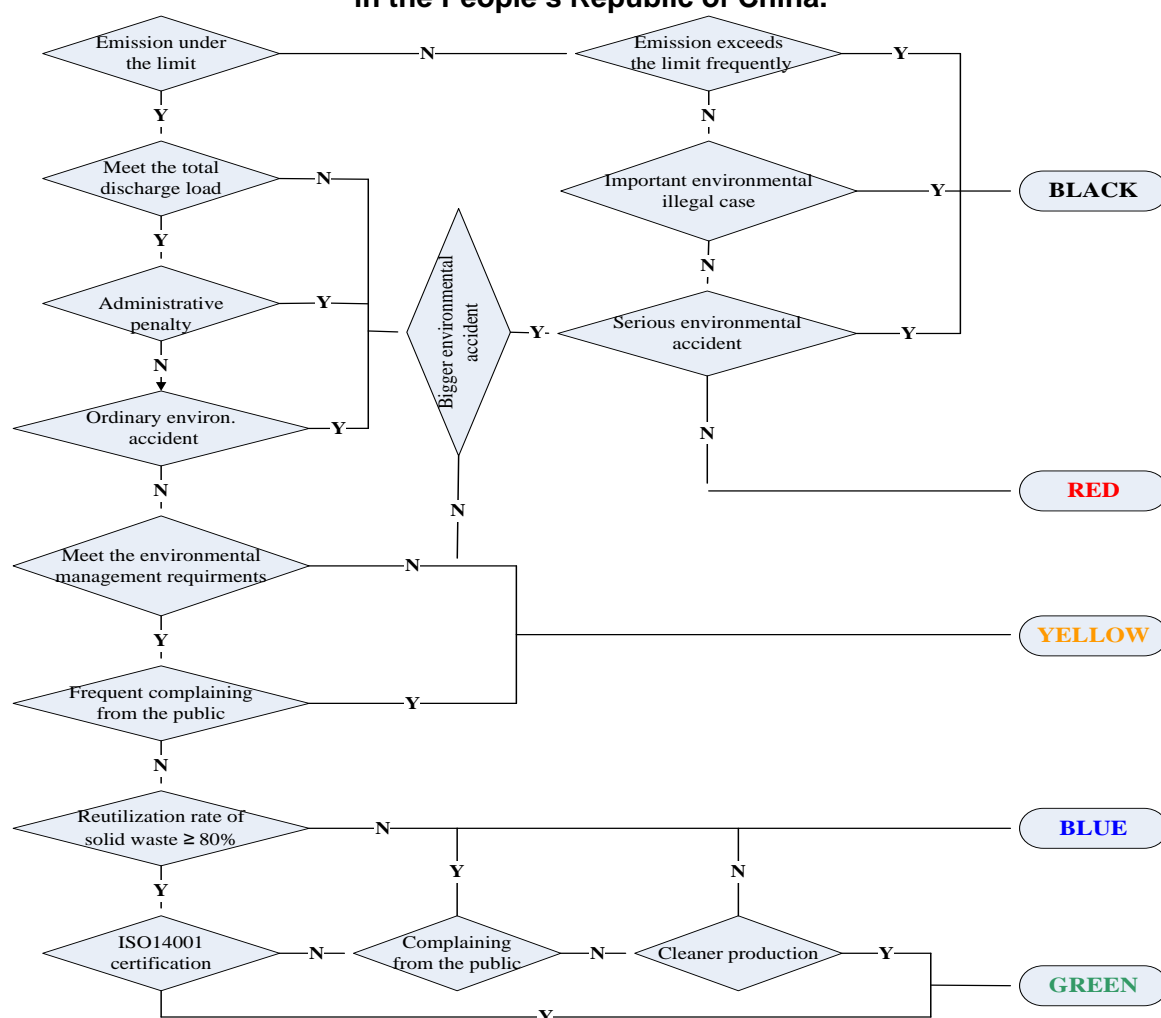 in the People's Republic of China.
Emission under
the limit
N
Emission exceeds
the limit frequently
Y
Y
N
Meet the total
discharge load
N
Important environmental
illegal case
Y
BLACK
Y
N
Administrative
penalty
Y
Bigger environmental
accident
Y
Serious environmental
accident
Y
N
Ordinary environ.
accident
Y
N
N
RED
N
N
Meet the environmental
management requirments
N
Y
YELLOW
Frequent complaining
from the public
Y
N
Reutilization rate of
solid waste ≥ 80%
N
BLUE
Y
Y
N
ISO14001
certification
N
Complaining
from the public
N
Cleaner production
Y
GREEN
Y